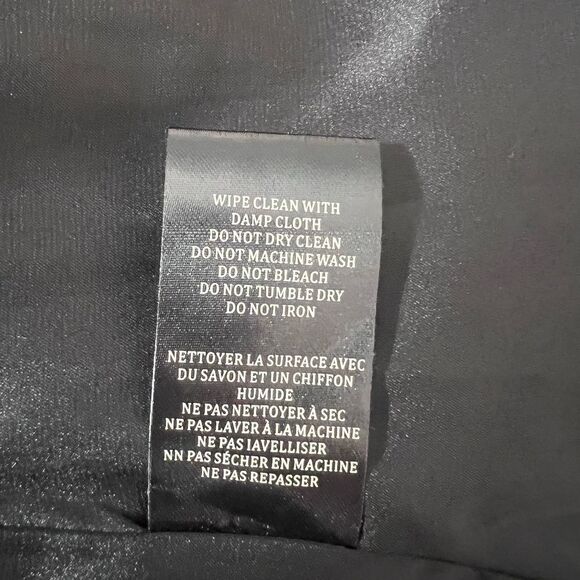 WIPE CLEAN WITH
DAMP CLOTH
DO NOT DRY CLEAN
DO NOT MACHINE WASH
DO NOT BLEACH
DO NOT TUMBLE DRY
DO NOT IRON
NETTOYER LA SURFACE AVEC
DU SAVON ET UN CHIFFON
HUMIDE
NE PAS NETTOYER À SEC
NE PAS LAVER À LA MACHINE
NE PAS IAVELLISER
NN PAS SÉCHER EN MACHINE
NE PAS REPASSER